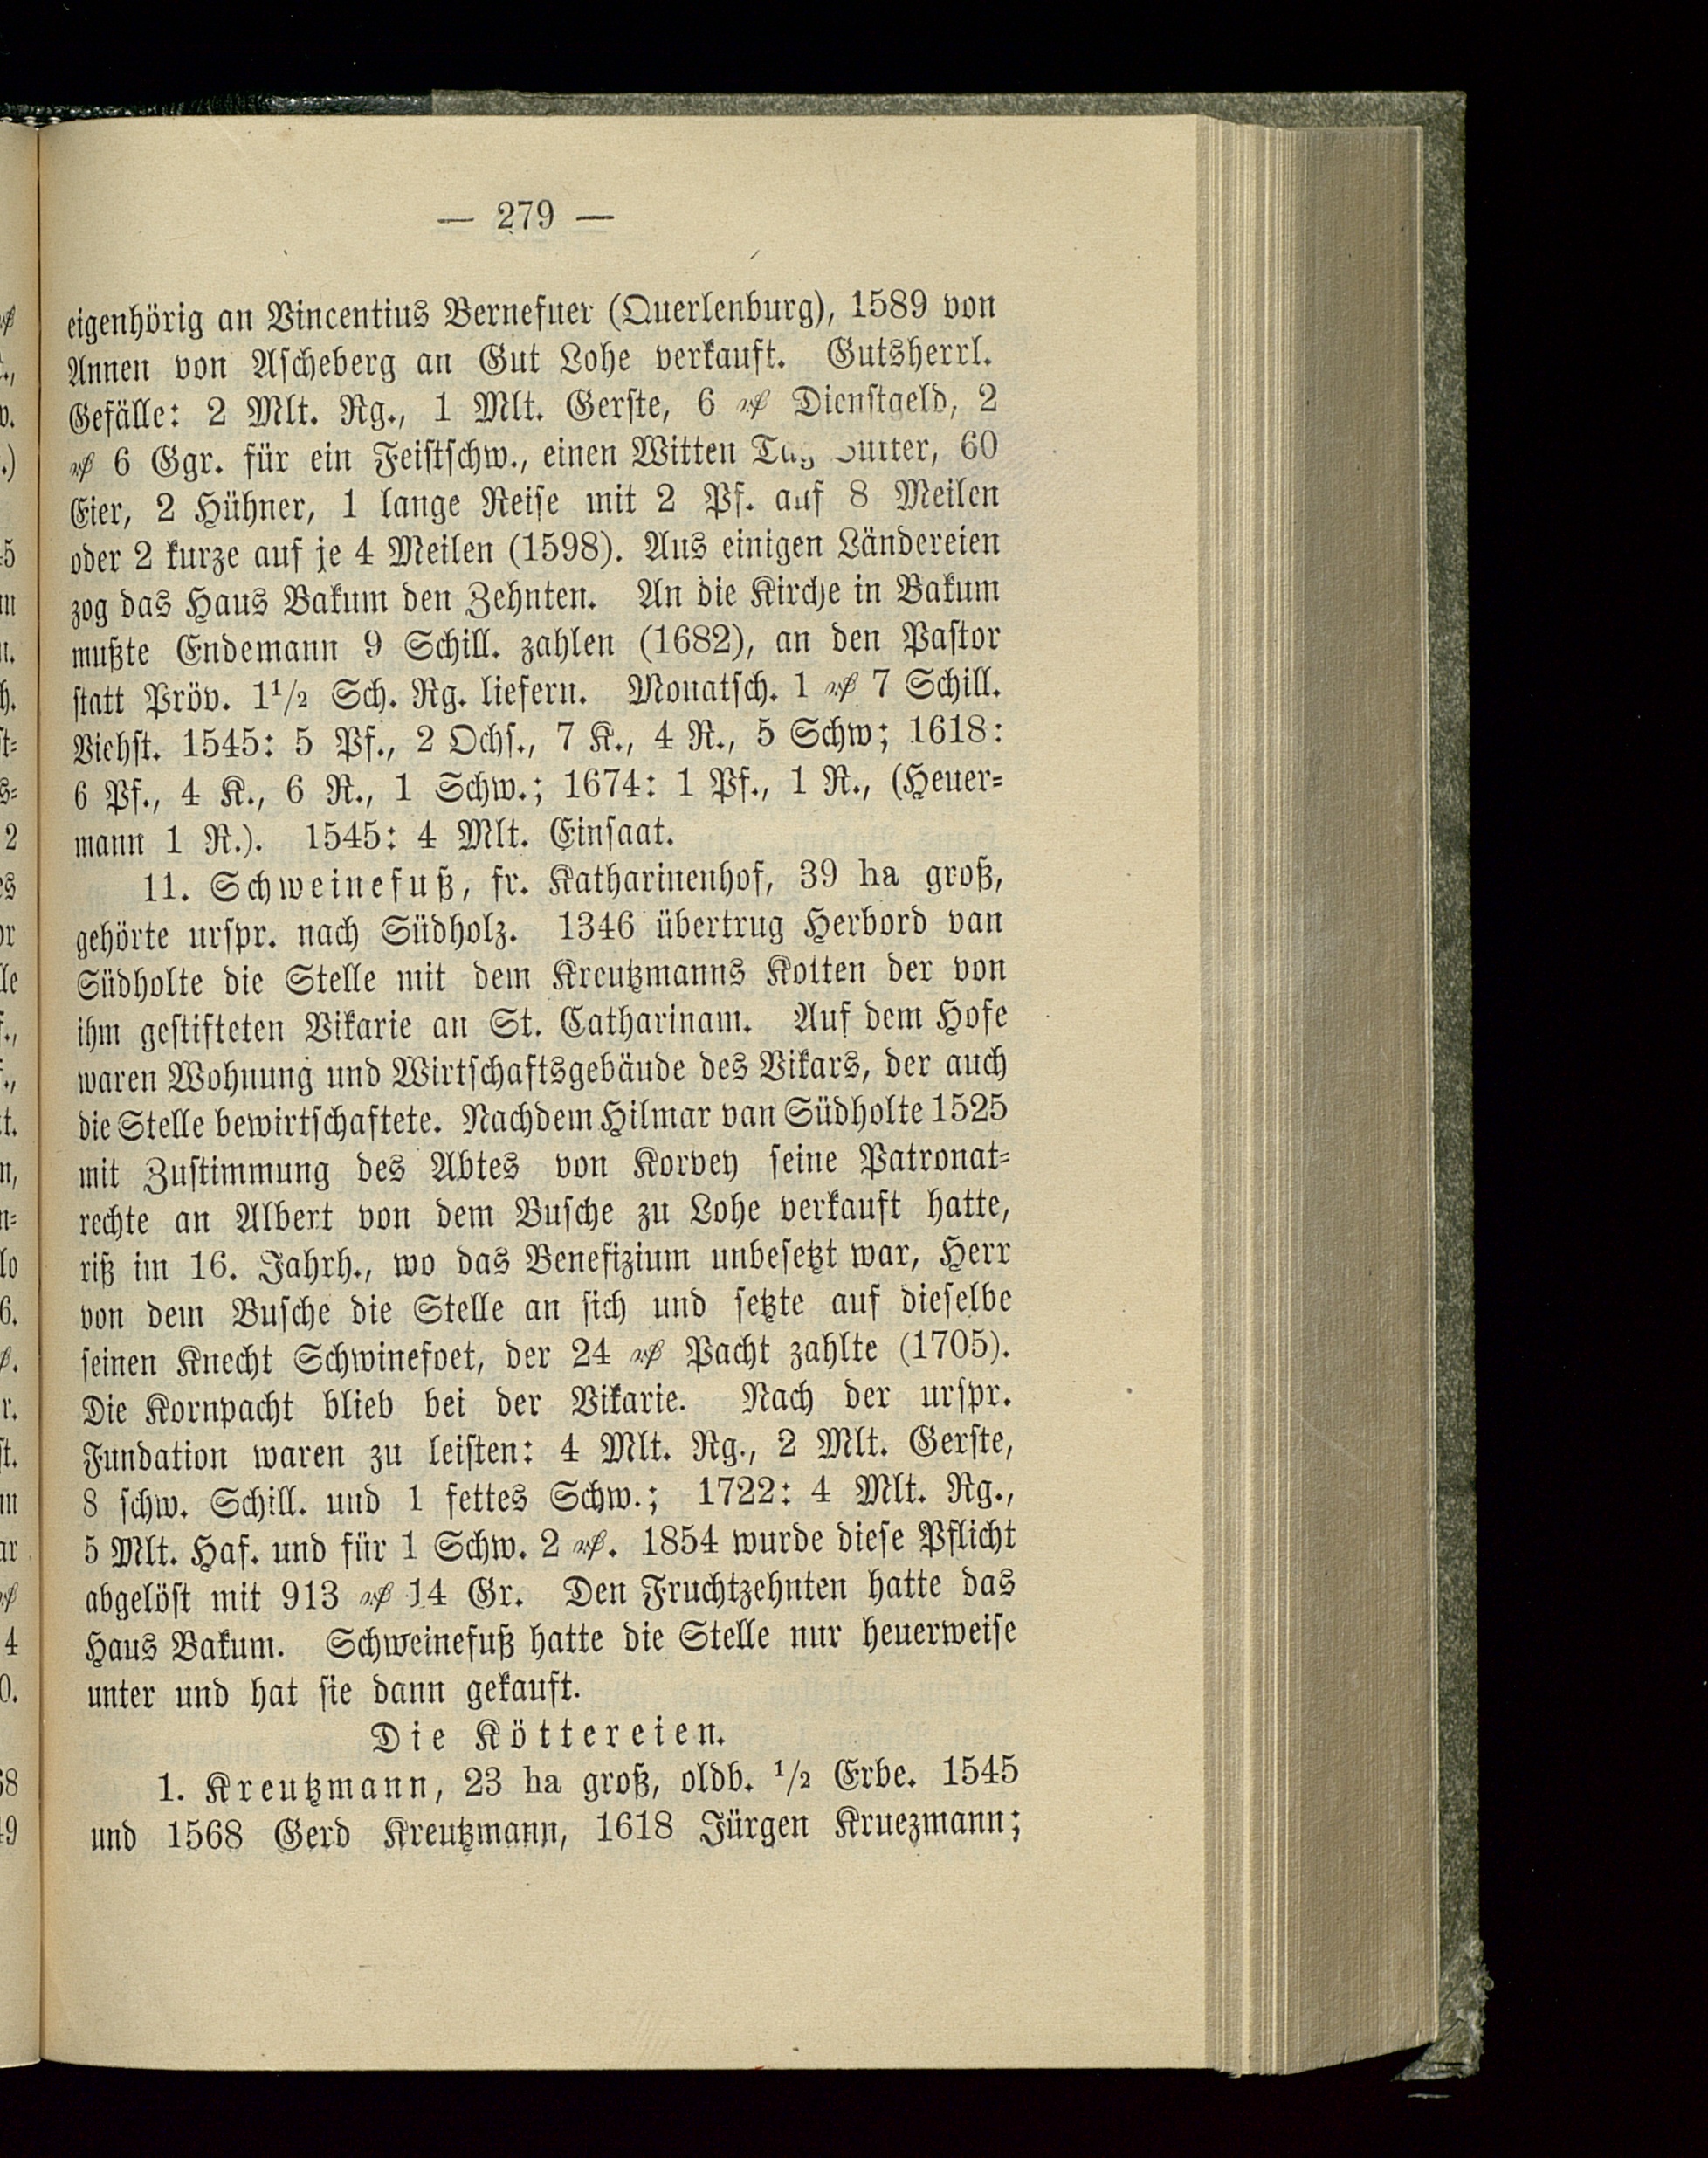 — 279 —
eigenhörig an Vincentius Bernefuer (Querlenburg), 1589 von
Annen von Ascheberg an Gut Lohe verkauft. Gutsherrl.
Gefälle: 2 Mlt. Rg., 1 Mlt. Gerste, 6 ₰ Dienstgeld, 2
₰ 6 Ggr. für ein Feistschw., einen Witten Butter, 60
Eier, 2 Hühner, 1 lange Reise mit 2 Pf. auf 8 Meilen
oder 2 kurze auf je 4 Meilen (1598). Aus einigen Ländereien
zog das Haus Bakum den Zehnten. An die Kirche in Bakum
mußte Endemann 9 Schill. zahlen (1682), an den Pastor
statt Pröv. 1¹/₂ Sch. Rg. liefern. Monatsch. 1 ₰ 7 Schill.
Viehst. 1545: 5 Pf., 2 Ochs., 7 K., 4 R., 5 Schw; 1618:
6 Pf., 4 K., 6 R., 1 Schw.; 1674: 1 Pf., 1 R., (Heuer-
mann 1 R.). 1545: 4 Mlt. Einsaat.
11. Schweinefuß, fr. Katharinenhof, 39 ha groß,
gehörte urspr. nach Südholz. 1346 übertrug Herbord van
Südholte die Stelle mit dem Kreutzmanns Kotten der von
ihm gestifteten Vikarie an St. Catharinam. Auf dem Hofe
waren Wohnung und Wirtschaftsgebäude des Vikars, der auch
die Stelle bewirtschaftete. Nachdem Hilmar van Südholte 1525
mit Zustimmung des Abtes von Korvey seine Patronat-
rechte an Albert von dem Busche zu Lohe verkauft hatte,
riß im 16. Jahrh., wo das Benefizium unbesetzt war, Herr
von dem Busche die Stelle an sich und setzte auf dieselbe
seinen Knecht Schwinefoet, der 24 ₰ Pacht zahlte (1705).
Die Kornpacht blieb bei der Vikarie. Nach der urspr.
Fundation waren zu leisten: 4 Mlt. Rg., 2 Mlt. Gerste,
8 schw. Schill. und 1 fettes Schw.; 1722: 4 Mlt. Rg.,
5 Mlt. Haf. und für 1 Schw. 2 ₰. 1854 wurde diese Pflicht
abgelöst mit 913 ₰ 14 Gr. Den Fruchtzehnten hatte das
Haus Bakum. Schweinefuß hatte die Stelle nur heuerweise
unter und hat sie dann gekauft.
Die Köttereien.
1. Kreutzmann, 23 ha groß, oldb. ¹/₂ Erbe. 1545
und 1568 Gerd Kreutzmann, 1618 Jürgen Kruezmann;